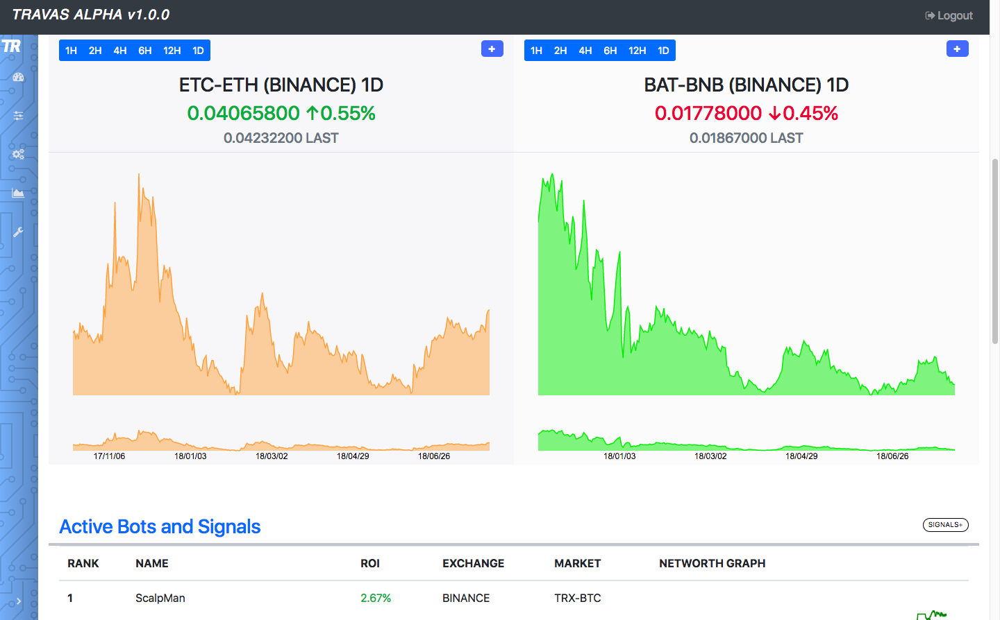 TRAVAS ALPHA v1.0.0
Logout
TR
1H 2H 4H 6H 12H 1D
+
ETC-ETH (BINANCE) 1D
0.04065800 ↑0.55%
0.04232200 LAST
17/11/06 18/01/03 18/03/02 18/04/29 18/06/26
1H 2H 4H 6H 12H 1D
+
BAT-BNB (BINANCE) 1D
0.01778000 ↓0.45%
0.01867000 LAST
18/01/03 18/03/02 18/04/29 18/06/26
Active Bots and Signals
SIGNALS+
RANK NAME ROI EXCHANGE MARKET NETWORTH GRAPH
1 ScalpMan 2.67% BINANCE TRX-BTC